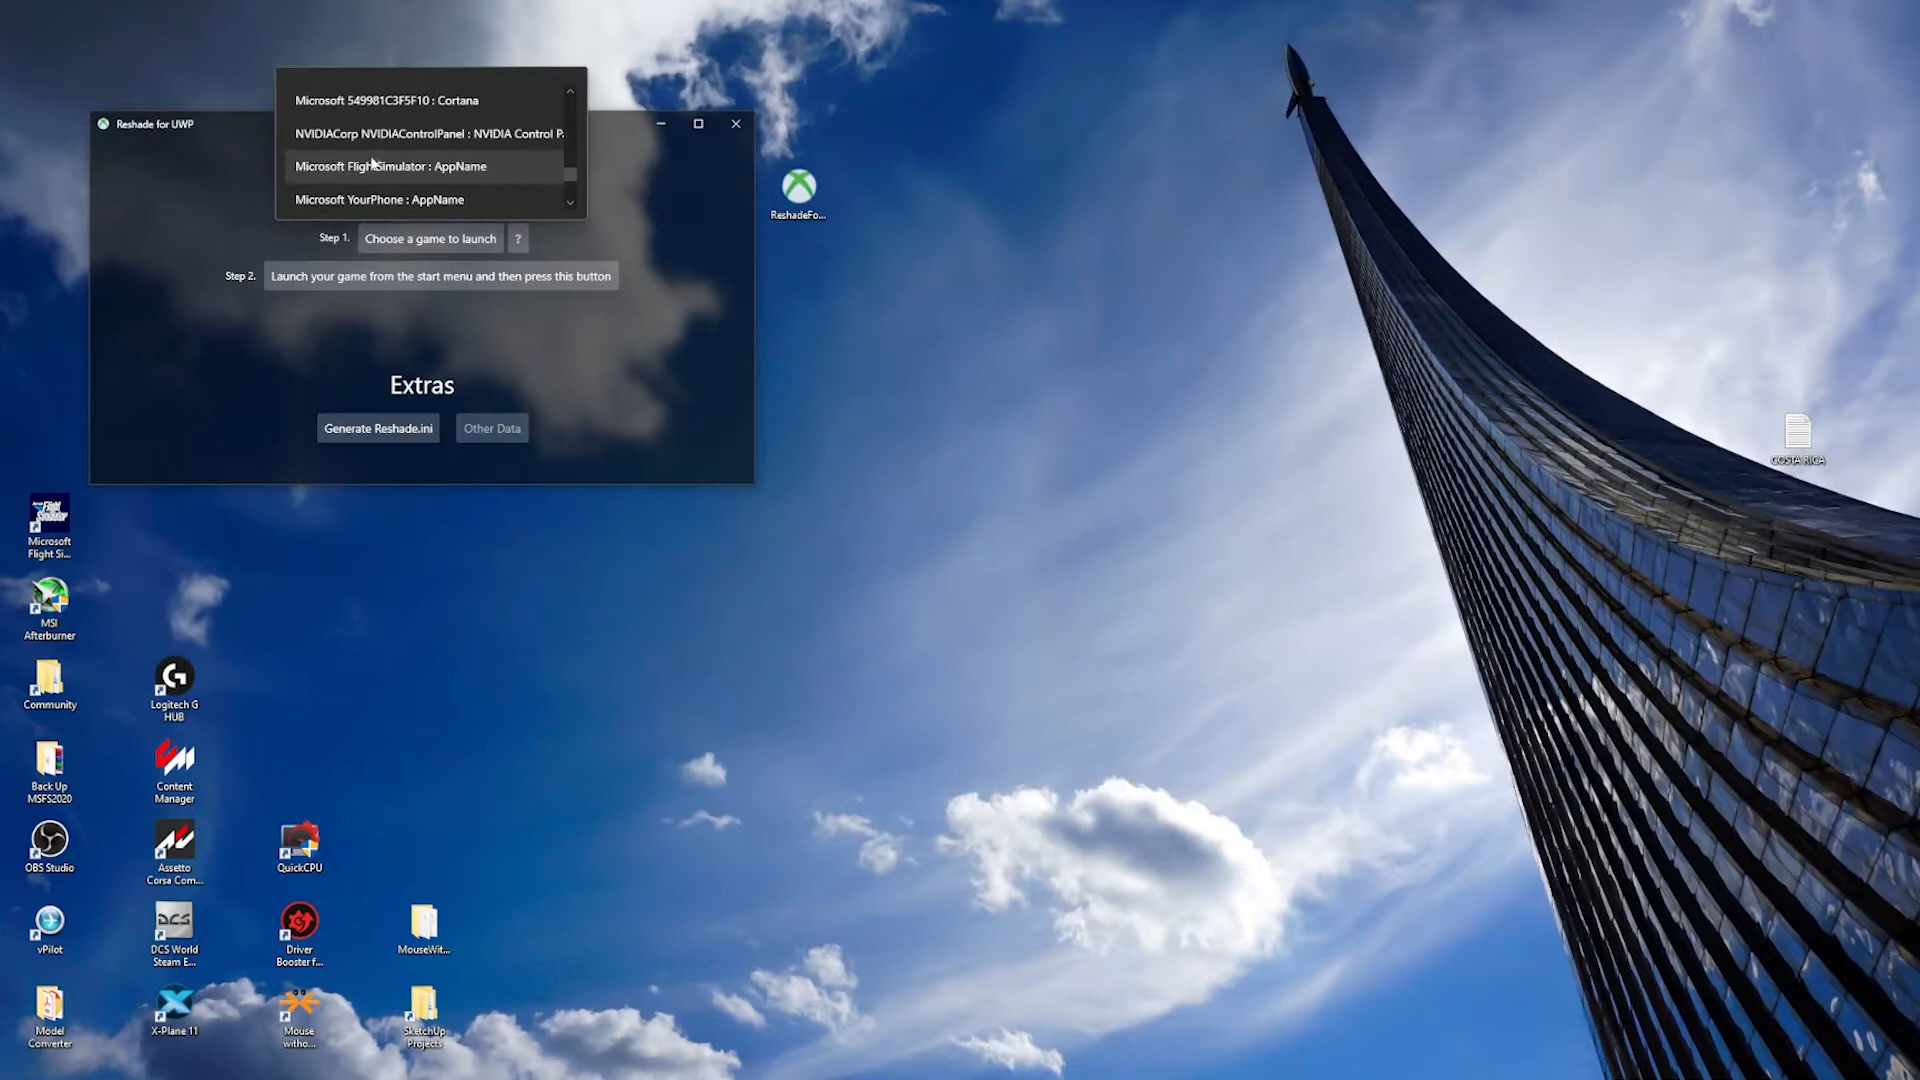 Microsoft 549981C3F5F10 : Cortana
NVIDIACorp NVIDIAControlPanel : NVIDIA Control P
Microsoft FlightSimulator : AppName
Microsoft YourPhone : AppName
Reshade for UWP
Step 1.
Choose a game to launch
?
Step 2.
Launch your game from the start menu and then press this button
Extras
Generate Reshade.ini
Other Data
ReshadeFo...
COSTA RICA
Flight
Simulator
Microsoft
Flight Si...
MSI
Afterburner
Community
Logitech G
HUB
Back Up
MSFS2020
Content
Manager
OBS Studio
Assetto
Corsa Com...
QuickCPU
vPilot
DCS
DCS World
Steam E...
Driver
Booster f...
MouseWit...
Model
Converter
X-Plane 11
Mouse
witho...
SketchUp
Projects